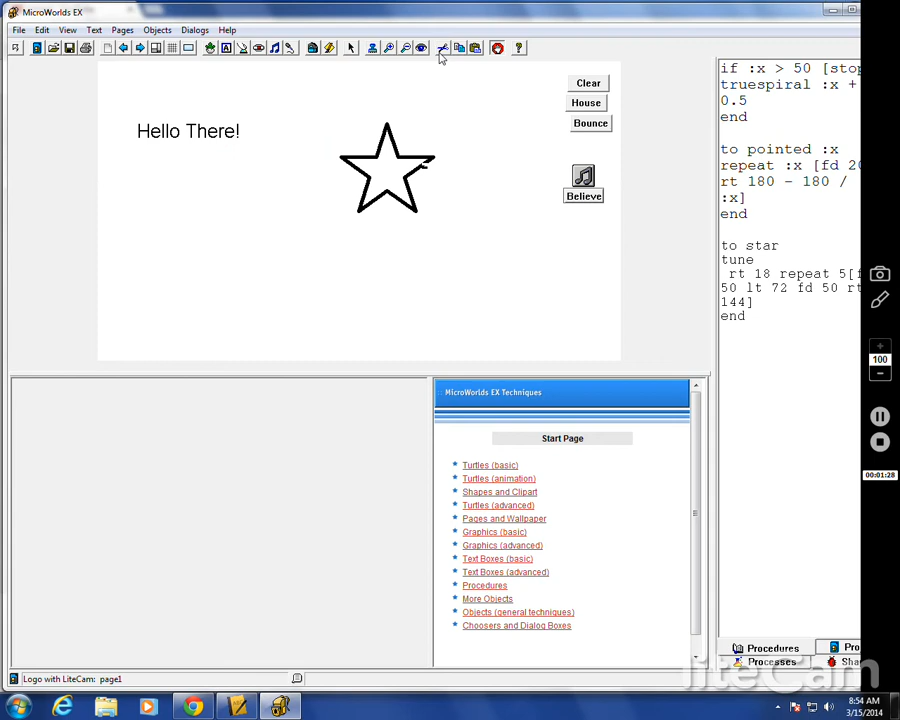 MicroWorlds EX
File Edit View Text Pages Objects Dialogs Help
Clear
House
Bounce
Believe
Hello There!
if :x > 50 [stop
truespiral :x +
0.5
end
to pointed :x
repeat :x [fd 20
rt 180 - 180 /
:x]
end
to star
tune
rt 18 repeat 5[f
50 lt 72 fd 50 rt
144]
end
100
00:01:28
MicroWorlds EX Techniques
Start Page
Turtles (basic)
Turtles (animation)
Shapes and Clipart
Turtles (advanced)
Pages and Wallpaper
Graphics (basic)
Graphics (advanced)
Text Boxes (basic)
Text Boxes (advanced)
Procedures
More Objects
Objects (general techniques)
Choosers and Dialog Boxes
Procedures Pro
Processes Sha
liteCam
Logo with LiteCam: page1
8:54 AM
3/15/2014